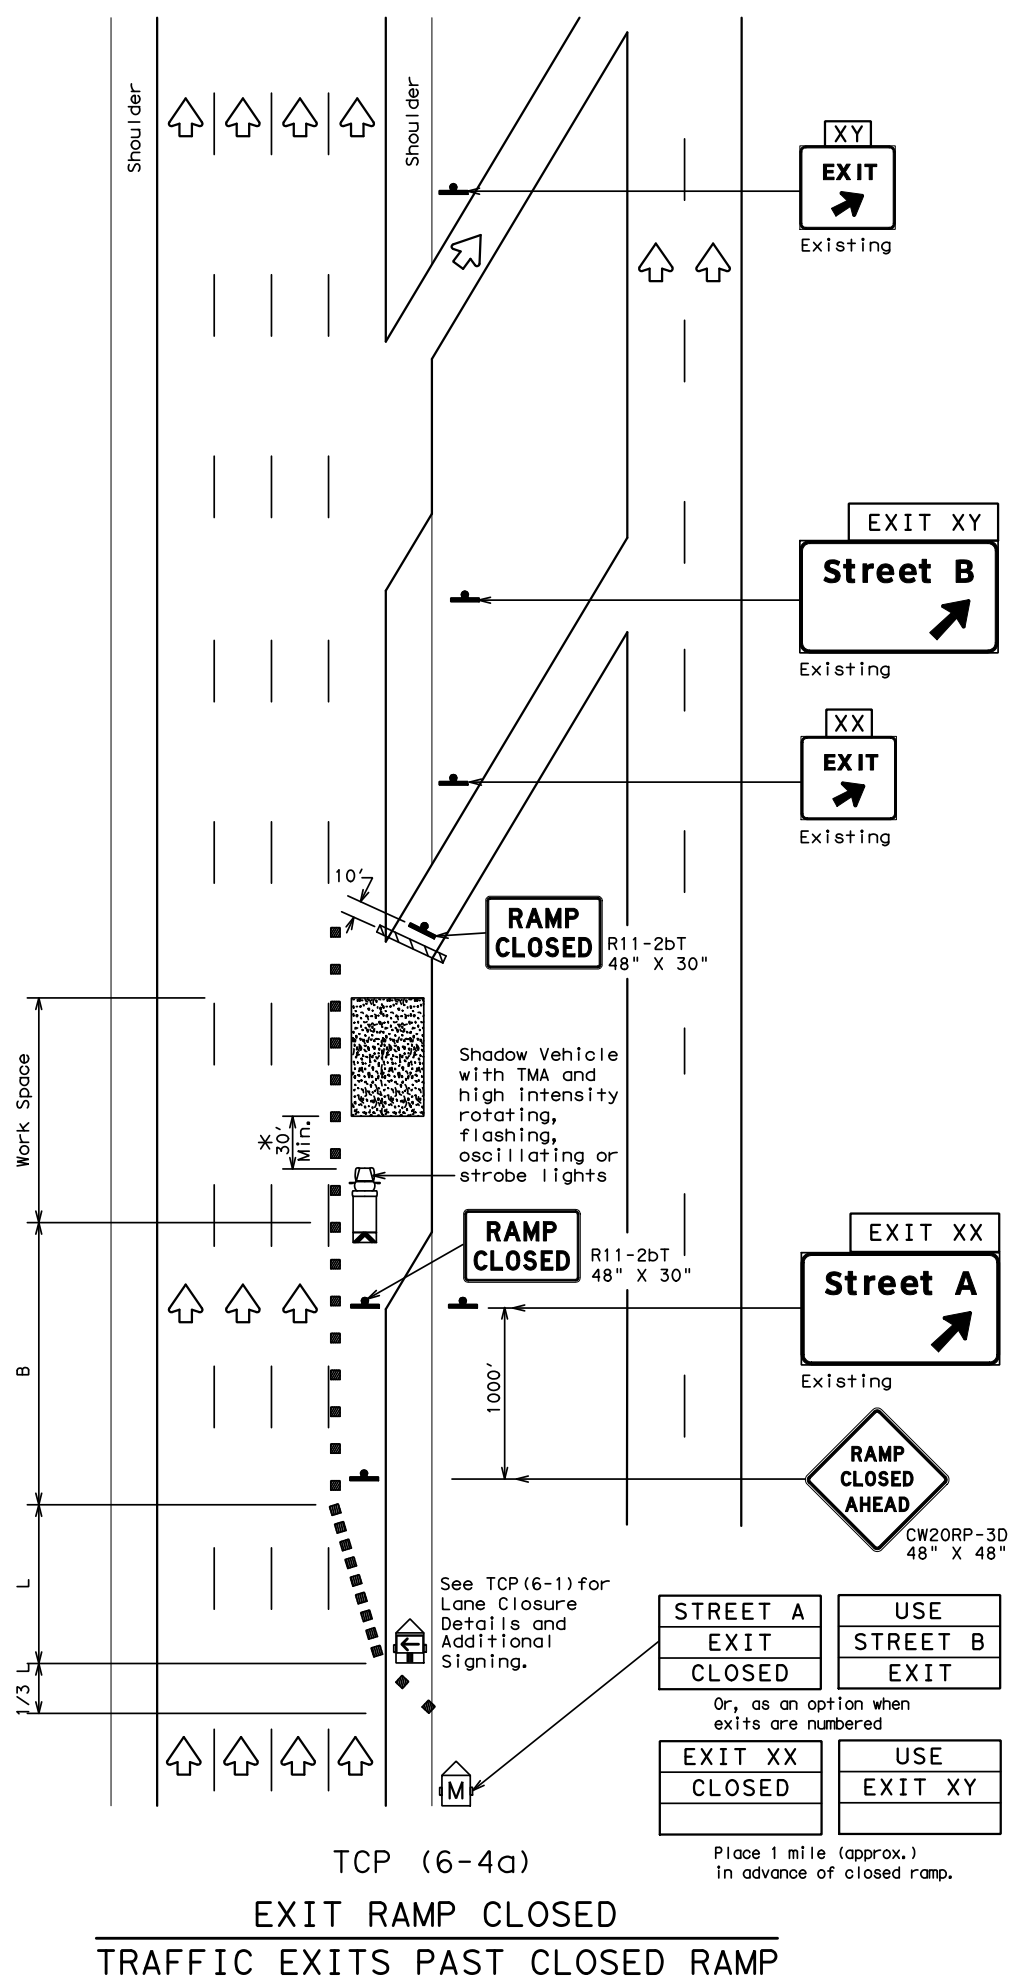 Shoulder
Shoulder
XY
EXIT
Existing
EXIT XY
Street B
Existing
XX
EXIT
Existing
10'
RAMP
CLOSED
R11-2bT
48" X 30"
Work Space
Shadow Vehicle
with TMA and
high intensity
rotating,
flashing,
oscillating or
strobe lights
*
30'
Min.
RAMP
CLOSED
R11-2bT
48" X 30"
EXIT XX
Street A
Existing
B
1000'
RAMP
CLOSED
AHEAD
CW20RP-3D
48" X 48"
L
See TCP(6-1)for
Lane Closure
Details and
Additional
Signing.
1/3 L
STREET A
EXIT
CLOSED
USE
STREET B
EXIT
Or, as an option when
exits are numbered
EXIT XX
CLOSED
USE
EXIT XY
M
Place 1 mile (approx.)
in advance of closed ramp.
TCP (6-4a)
EXIT RAMP CLOSED
TRAFFIC EXITS PAST CLOSED RAMP